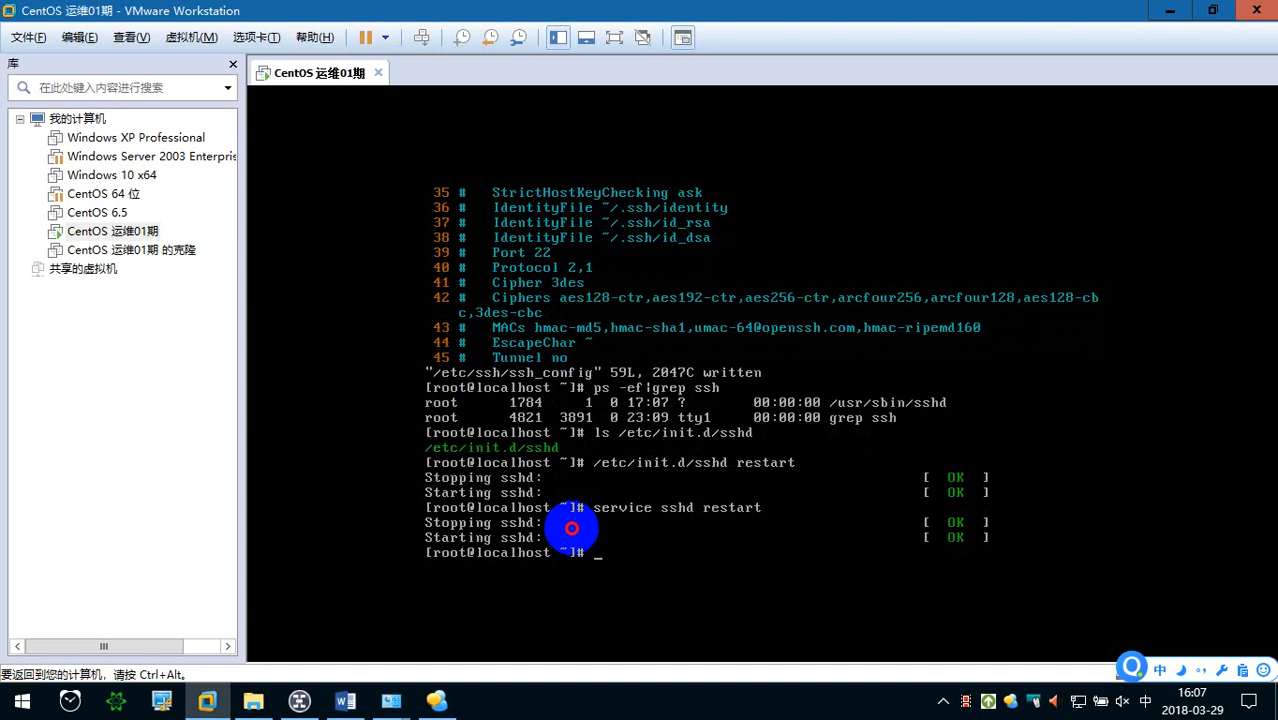 CentOS 运维01期 - VMware Workstation
文件(F) 编辑(E) 查看(V) 虚拟机(M) 选项卡(T) 帮助(H)
库
在此处键入内容进行搜索
我的计算机
Windows XP Professional
Windows Server 2003 Enterpris
Windows 10 x64
CentOS 64 位
CentOS 6.5
CentOS 运维01期
CentOS 运维01期 的克隆
共享的虚拟机
CentOS 运维01期
35 #   StrictHostKeyChecking ask
36 #   IdentityFile ~/.ssh/identity
37 #   IdentityFile ~/.ssh/id_rsa
38 #   IdentityFile ~/.ssh/id_dsa
39 #   Port 22
40 #   Protocol 2,1
41 #   Cipher 3des
42 #   Ciphers aes128-ctr,aes192-ctr,aes256-ctr,arcfour256,arcfour128,aes128-cb
c,3des-cbc
43 #   MACs hmac-md5,hmac-sha1,umac-64@openssh.com,hmac-ripemd160
44 #   EscapeChar ~
45 #   Tunnel no
"/etc/ssh/ssh_config" 59L, 2047C written
[root@localhost ~]# ps -ef|grep ssh
root      1784     1  0 17:07 ?        00:00:00 /usr/sbin/sshd
root      4821  3891  0 23:09 tty1     00:00:00 grep ssh
[root@localhost ~]# ls /etc/init.d/sshd
/etc/init.d/sshd
[root@localhost ~]# /etc/init.d/sshd restart
Stopping sshd: [  OK  ]
Starting sshd: [  OK  ]
[root@localhost ~]# service sshd restart
Stopping sshd: [  OK  ]
Starting sshd: [  OK  ]
[root@localhost ~]# _
要返回到您的计算机，请按 Ctrl+Alt。
中
中
16:07
2018-03-29